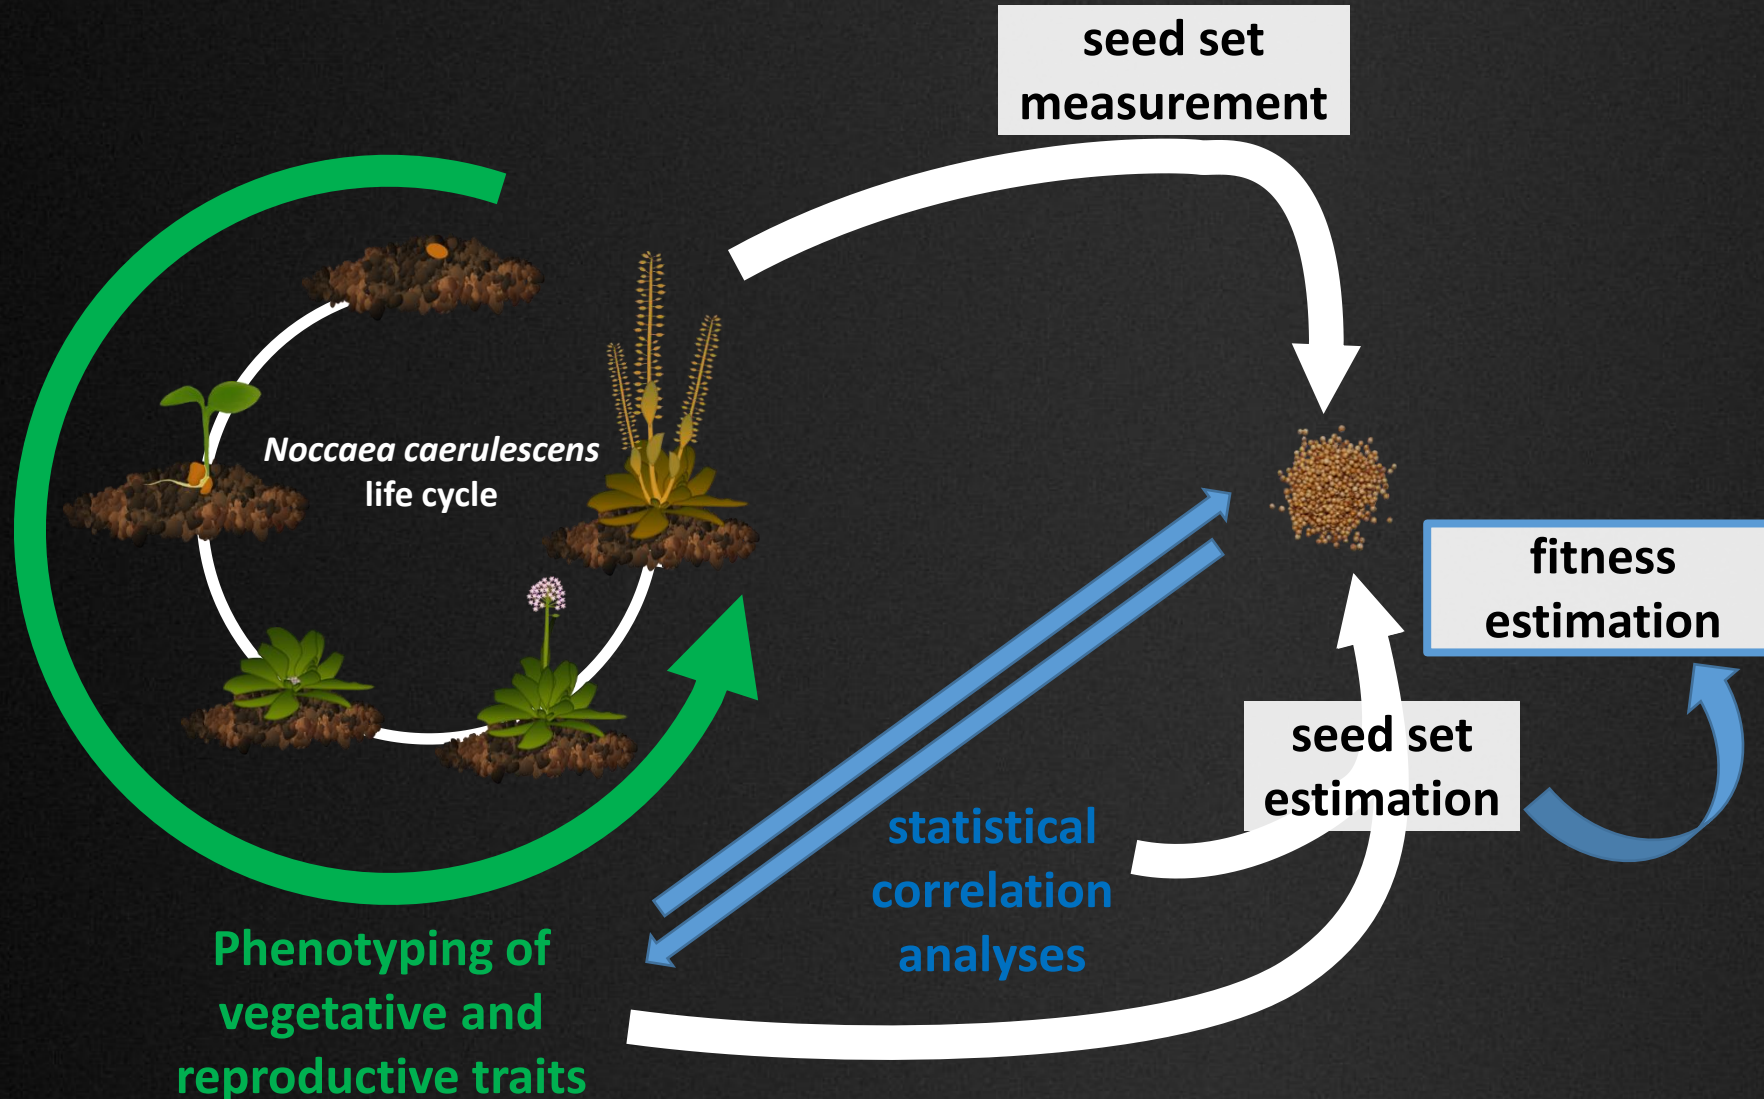 seed set
measurement
Noccaea caerulescens
life cycle
fitness
estimation
seed set
estimation
statistical
correlation
analyses
Phenotyping of
vegetative and
reproductive traits